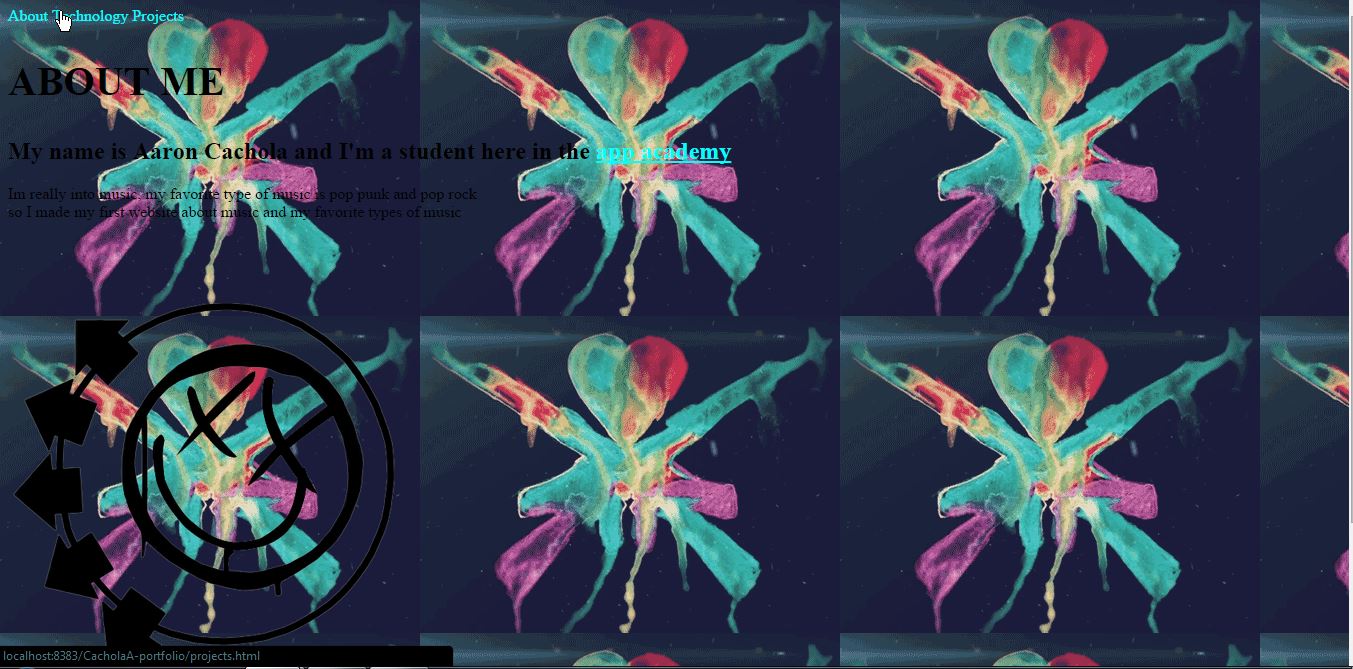 About Technology Projects
ABOUT ME
My name is Aaron Cachola and I'm a student here in the app academy
Im really into music, my favorite type of music is pop punk and pop rock
so I made my first website about music and my favorite types of music
localhost:8383/CacholaA-portfolio/projects.html